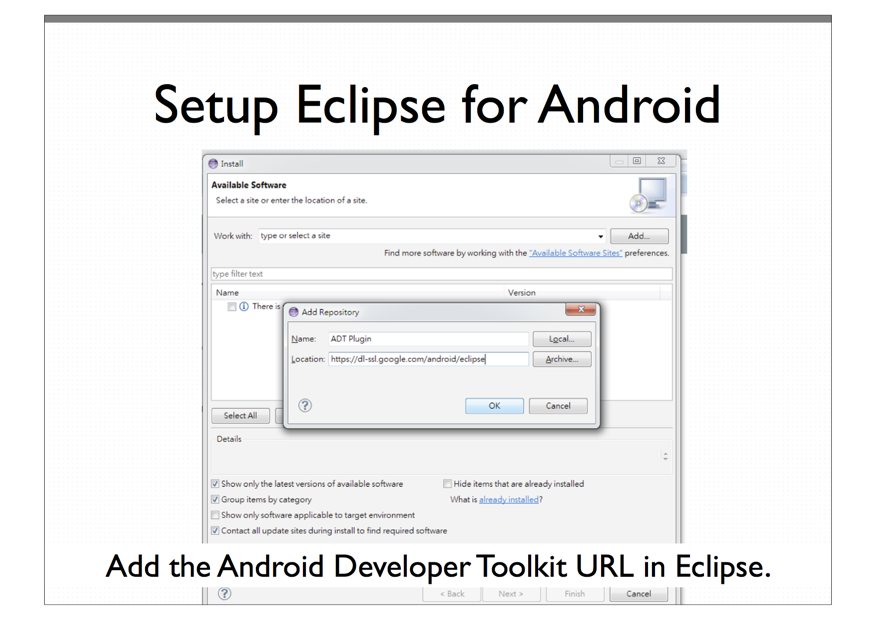 Setup Eclipse for Android
Install
Available Software
Select a site or enter the location of a site.
Work with: type or select a site Add...
Find more software by working with the "Available Software Sites" preferences.
type filter text
Name Version
There is
Add Repository
Name: ADT Plugin Local...
Location: https://dl-ssl.google.com/android/eclipse Archive...
OK Cancel
Select All
Details
Show only the latest versions of available software Hide items that are already installed
Group items by category What is already installed?
Show only software applicable to target environment
Contact all update sites during install to find required software
Add the Android Developer Toolkit URL in Eclipse.
< Back Next > Finish Cancel